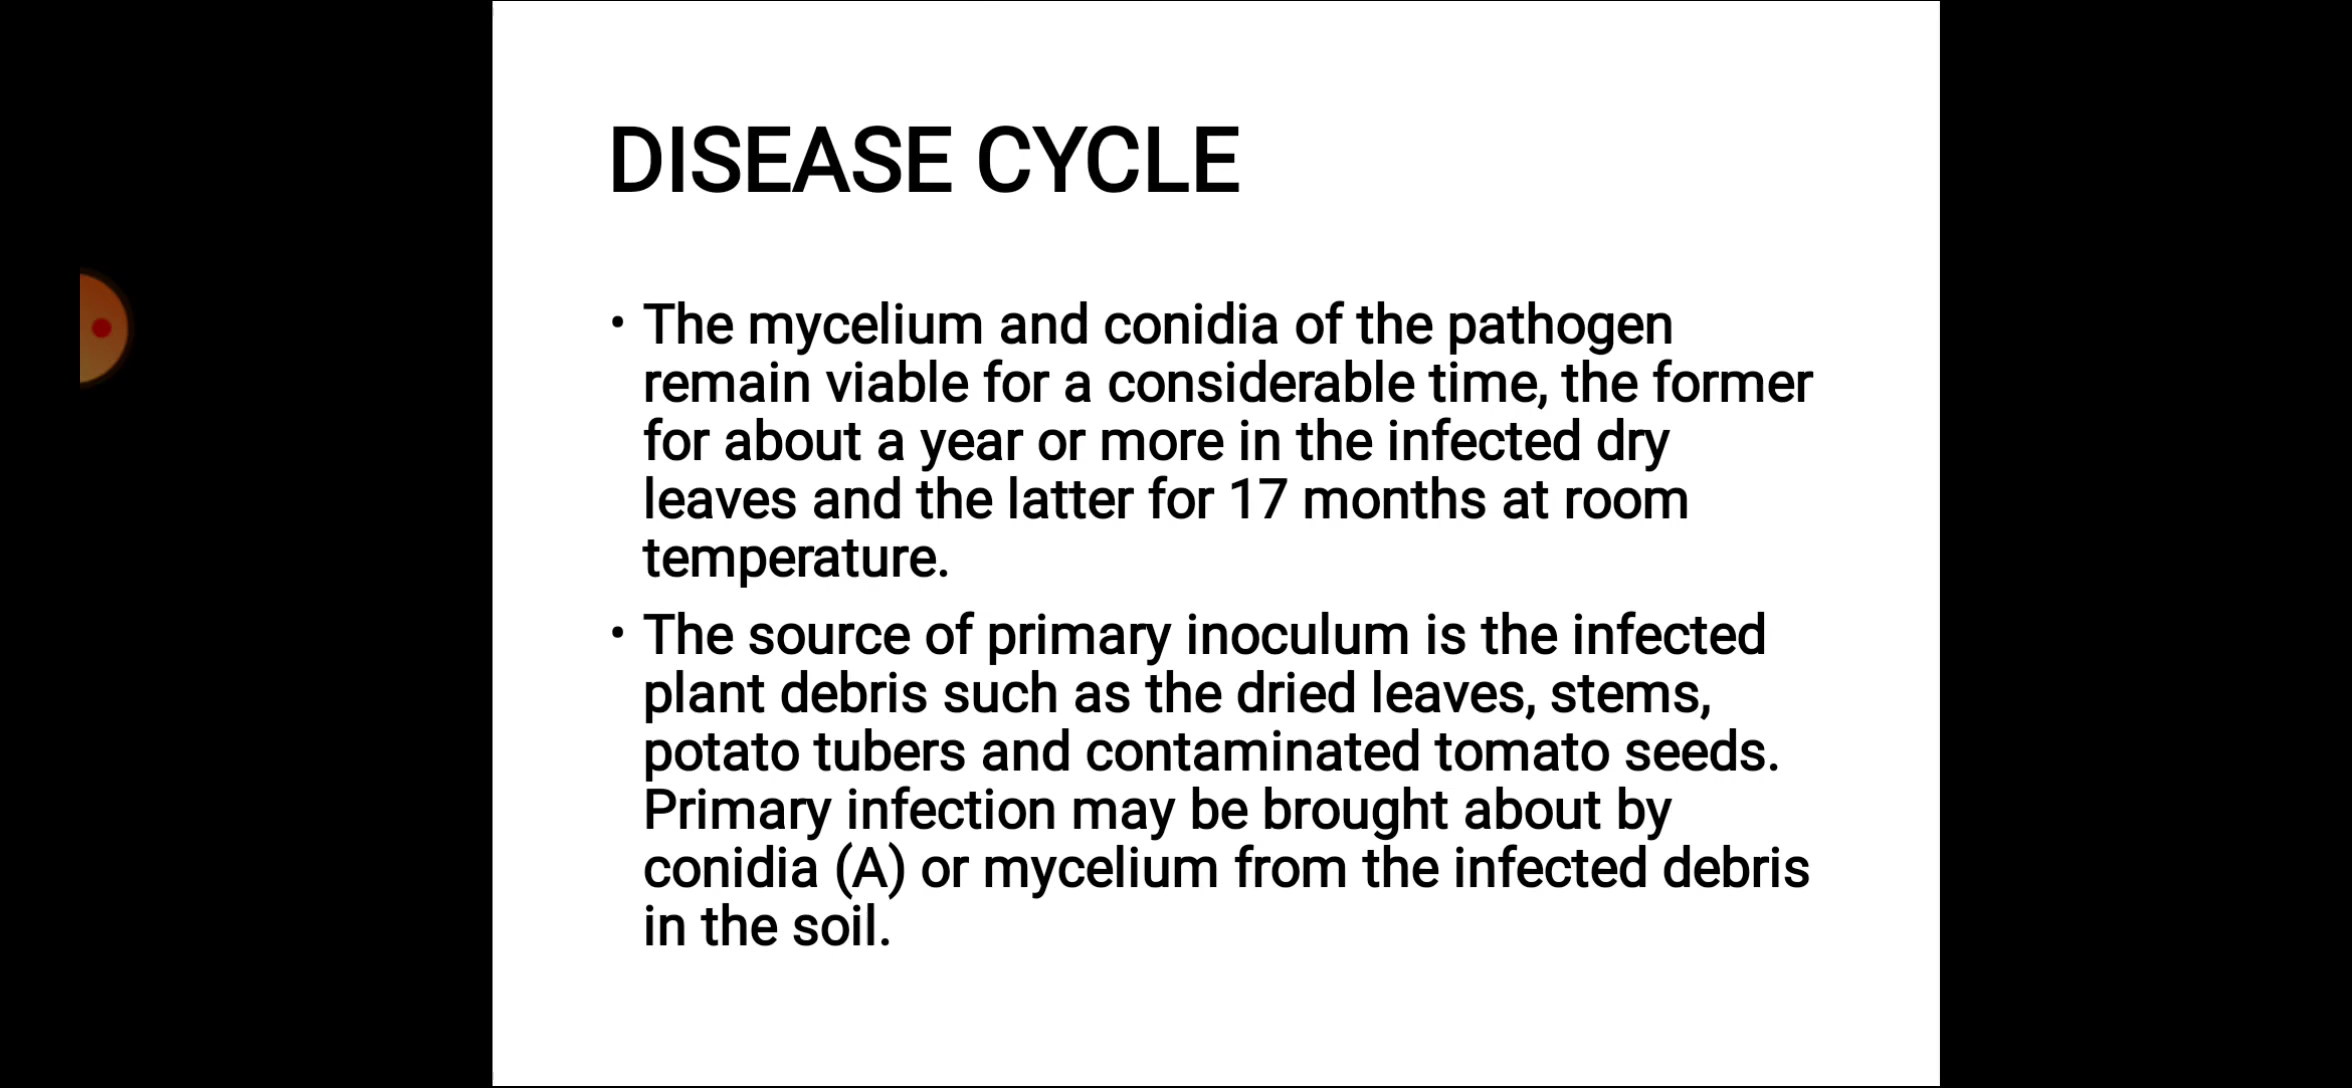 DISEASE CYCLE
• The mycelium and conidia of the pathogen
remain viable for a considerable time, the former
for about a year or more in the infected dry
leaves and the latter for 17 months at room
temperature.
• The source of primary inoculum is the infected
plant debris such as the dried leaves, stems,
potato tubers and contaminated tomato seeds.
Primary infection may be brought about by
conidia (A) or mycelium from the infected debris
in the soil.